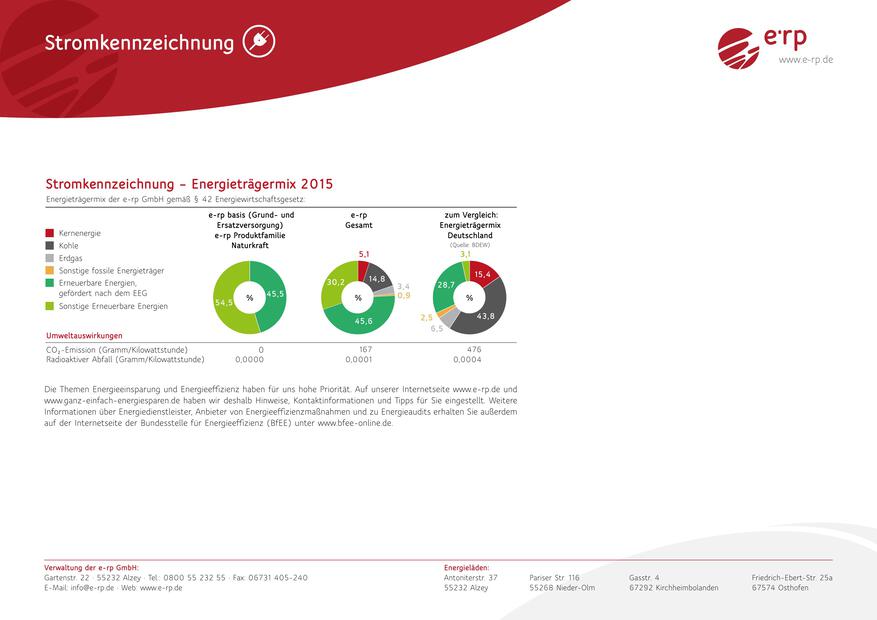 Stromkennzeichnung
e·rp
www.e-rp.de
Stromkennzeichnung – Energieträgermix 2015
Energieträgermix der e-rp GmbH gemäß § 42 Energiewirtschaftsgesetz:
Kernenergie
Kohle
Erdgas
Sonstige fossile Energieträger
Erneuerbare Energien,
gefördert nach dem EEG
Sonstige Erneuerbare Energien
e-rp basis (Grund- und
Ersatzversorgung)
e-rp Produktfamilie
Naturkraft
54,5
%
45,5
e-rp
Gesamt
5,1
30,2
14,8
3,4
0,9
%
45,6
zum Vergleich:
Energieträgermix
Deutschland
(Quelle: BDEW)
3,1
15,4
28,7
%
2,5
43,8
6,5
Umweltauswirkungen
CO₂-Emission (Gramm/Kilowattstunde) 0 167 476
Radioaktiver Abfall (Gramm/Kilowattstunde) 0,0000 0,0001 0,0004
Die Themen Energieeinsparung und Energieeffizienz haben für uns hohe Priorität. Auf unserer Internetseite www.e-rp.de und
www.ganz-einfach-energiesparen.de haben wir deshalb Hinweise, Kontaktinformationen und Tipps für Sie eingestellt. Weitere
Informationen über Energiedienstleister, Anbieter von Energieeffizienzmaßnahmen und zu Energieaudits erhalten Sie außerdem
auf der Internetseite der Bundesstelle für Energieeffizienz (BfEE) unter www.bfee-online.de.
Verwaltung der e-rp GmbH:
Gartenstr. 22 · 55232 Alzey · Tel: 0800 55 232 55 · Fax: 06731 405-240
E-Mail: info@e-rp.de · Web: www.e-rp.de
Energieläden:
Antoniterstr. 37
55232 Alzey
Pariser Str 116
55268 Nieder-Olm
Gasstr. 4
67292 Kirchheimbolanden
Friedrich-Ebert-Str. 25a
67574 Osthofen